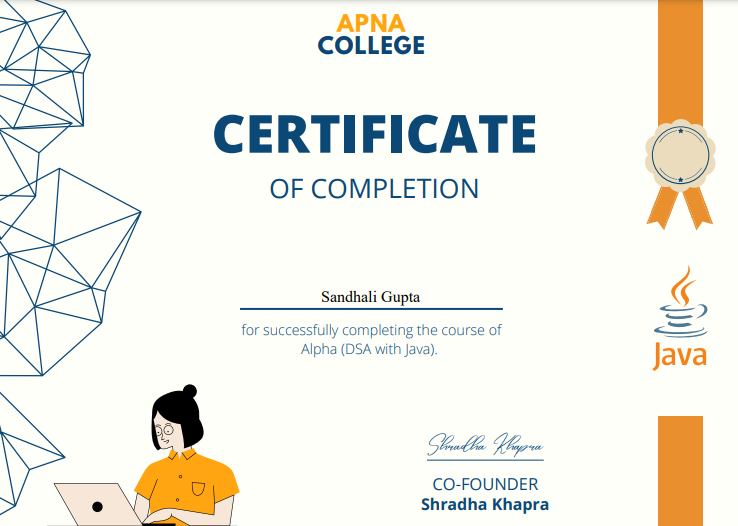 APNA
COLLEGE
CERTIFICATE
OF COMPLETION
Sandhali Gupta
for successfully completing the course of
Alpha (DSA with Java).
Java
Shradha Khapra
CO-FOUNDER
Shradha Khapra